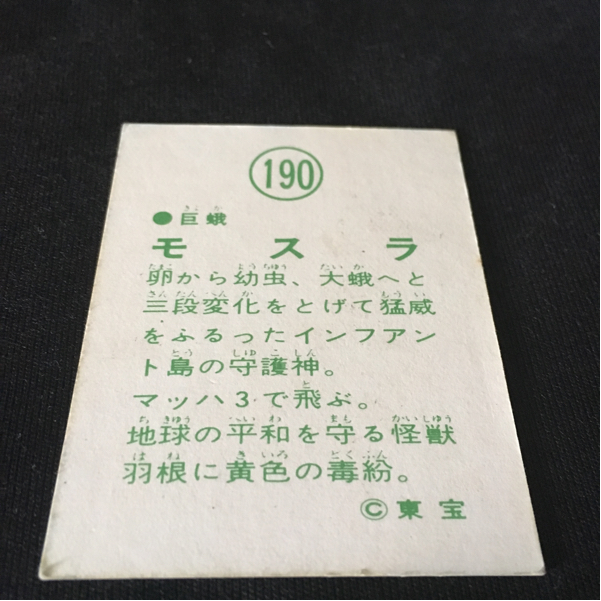 190
●巨蛾
モスラ
卵から幼虫、大蛾へと
三段変化をとげて猛威
をふるったインファン
ト島の守護神。
マッハ3で飛ぶ。
地球の平和を守る怪獣
羽根に黄色の毒粉。
©東宝